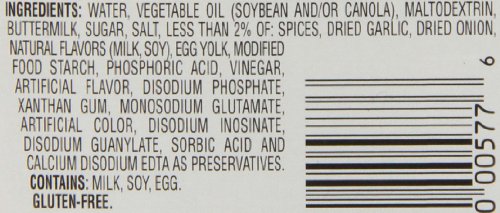 INGREDIENTS: WATER, VEGETABLE OIL (SOYBEAN AND/OR CANOLA), MALTODEXTRIN,
BUTTERMILK, SUGAR, SALT, LESS THAN 2% OF: SPICES, DRIED GARLIC, DRIED ONION,
NATURAL FLAVORS (MILK, SOY), EGG YOLK, MODIFIED
FOOD STARCH, PHOSPHORIC ACID, VINEGAR,
ARTIFICIAL FLAVOR, DISODIUM PHOSPHATE,
XANTHAN GUM, MONOSODIUM GLUTAMATE,
ARTIFICIAL COLOR, DISODIUM INOSINATE,
DISODIUM GUANYLATE, SORBIC ACID AND
CALCIUM DISODIUM EDTA AS PRESERVATIVES.
CONTAINS: MILK, SOY, EGG.
GLUTEN-FREE.
0 00577 6